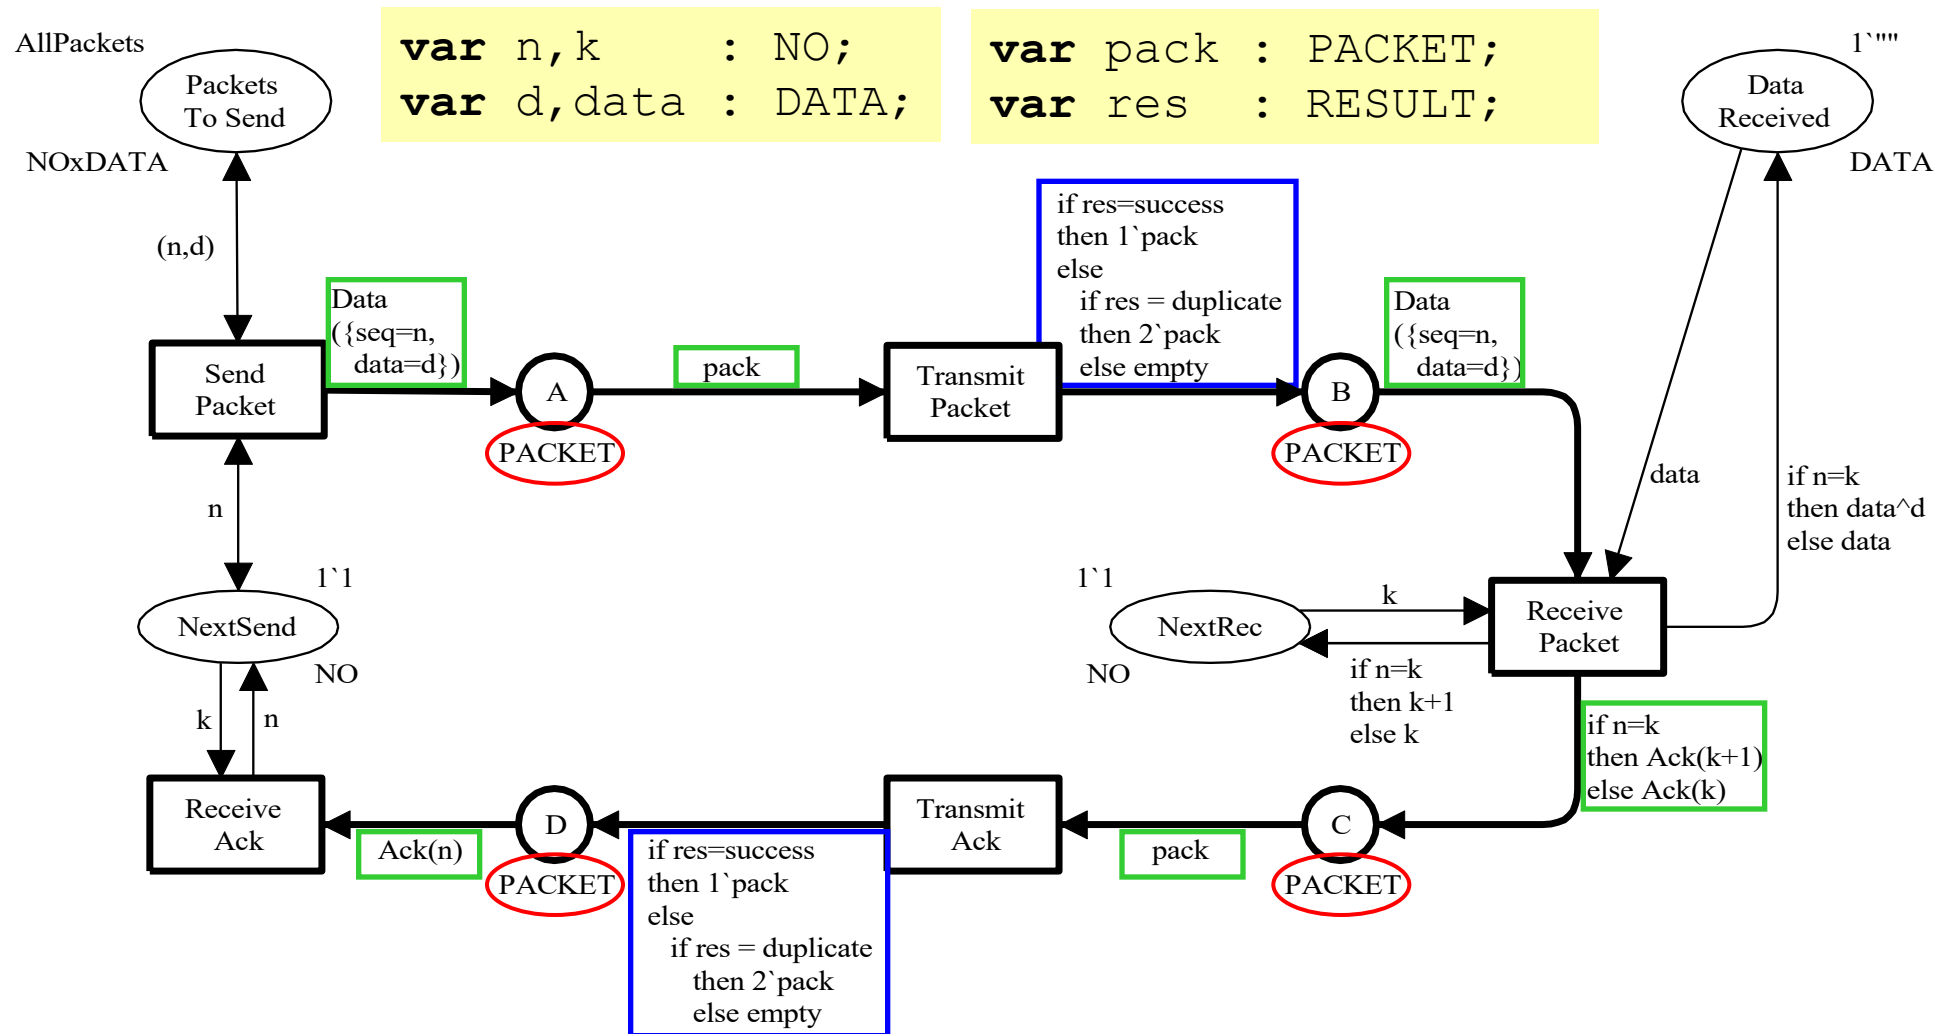 AllPackets
Packets
To Send
NOxDATA
var n,k     : NO;
var d,data : DATA;
var pack : PACKET;
var res  : RESULT;
1`""
Data
Received
DATA
(n,d)
Data
({seq=n,
data=d})
Send
Packet
A
PACKET
pack
Transmit
Packet
if res=success
then 1`pack
else
if res = duplicate
then 2`pack
else empty
B
PACKET
Data
({seq=n,
data=d})
data
if n=k
then data^d
else data
n
1`1
NextSend
NO
k
n
1`1
NextRec
NO
k
if n=k
then k+1
else k
Receive
Packet
if n=k
then Ack(k+1)
else Ack(k)
Receive
Ack
Ack(n)
D
PACKET
if res=success
then 1`pack
else
if res = duplicate
then 2`pack
else empty
Transmit
Ack
pack
C
PACKET